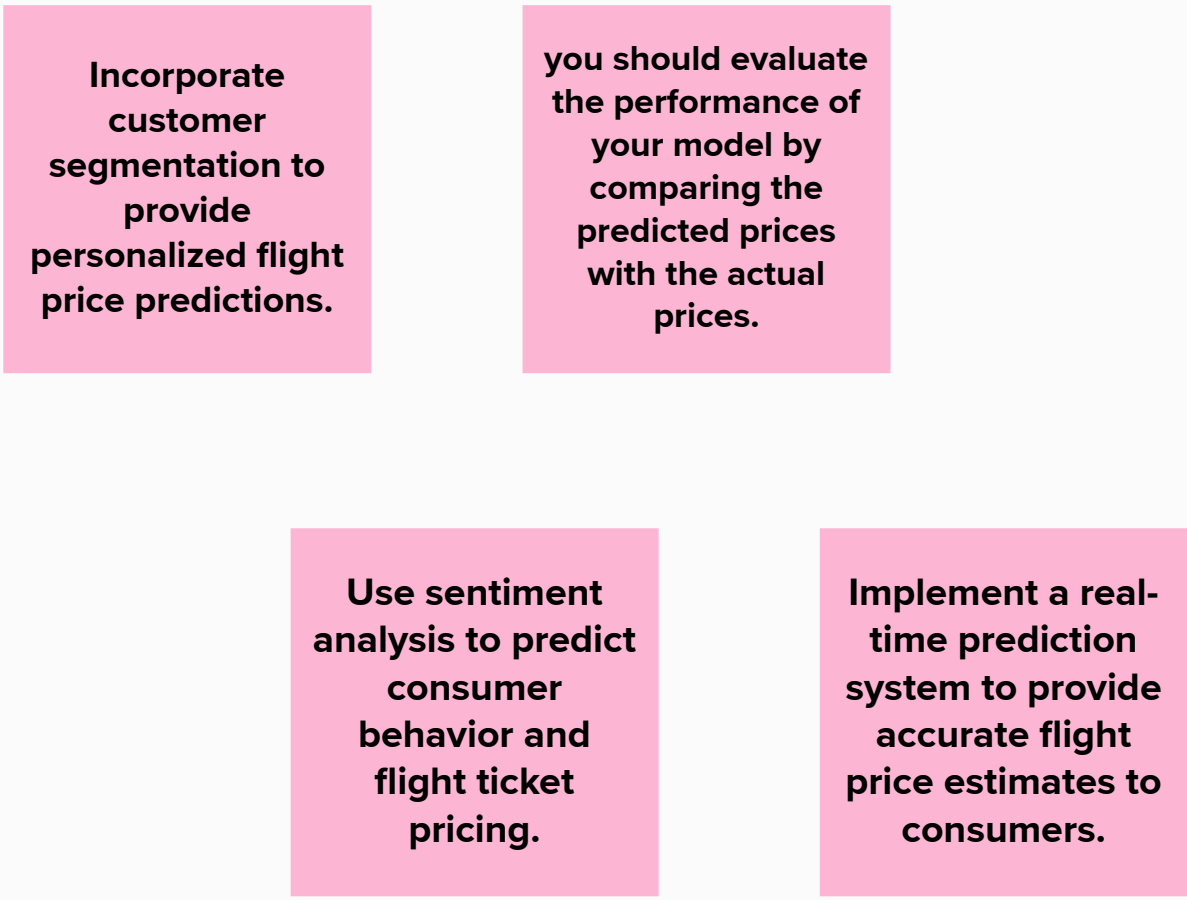 Incorporate
customer
segmentation to
provide
personalized flight
price predictions.
you should evaluate
the performance of
your model by
comparing the
predicted prices
with the actual
prices.
Use sentiment
analysis to predict
consumer
behavior and
flight ticket
pricing.
Implement a real-
time prediction
system to provide
accurate flight
price estimates to
consumers.